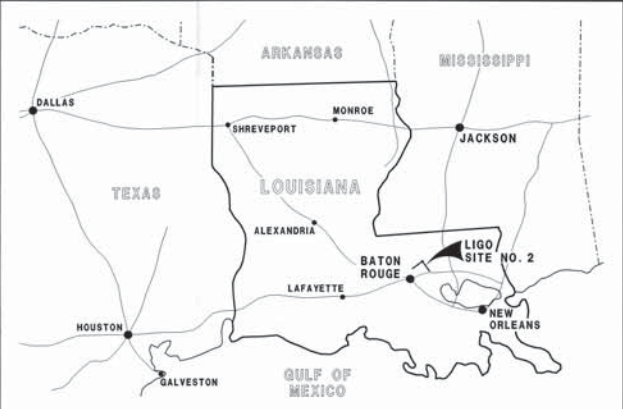 ARKANSAS
MISSISSIPPI
DALLAS
MONROE
SHREVEPORT
JACKSON
LOUISIANA
TEXAS
ALEXANDRIA
LIGO
SITE NO. 2
BATON
ROUGE
LAFAYETTE
NEW
ORLEANS
HOUSTON
GALVESTON
GULF OF
MEXICO